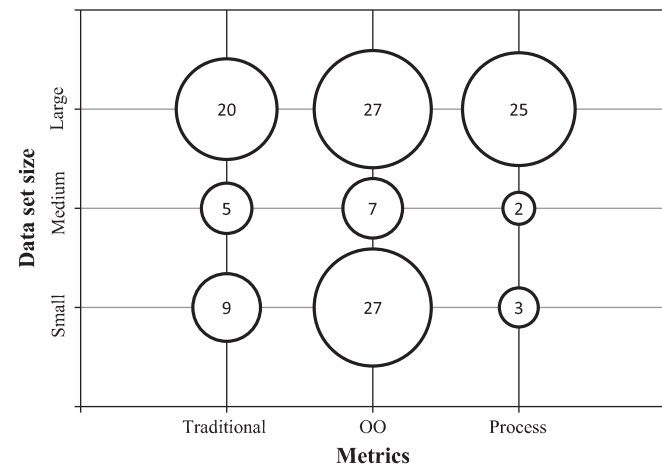 Data set size
Large
20 27 25
Medium
5 7 2
Small
9 27 3
Traditional OO Process
Metrics